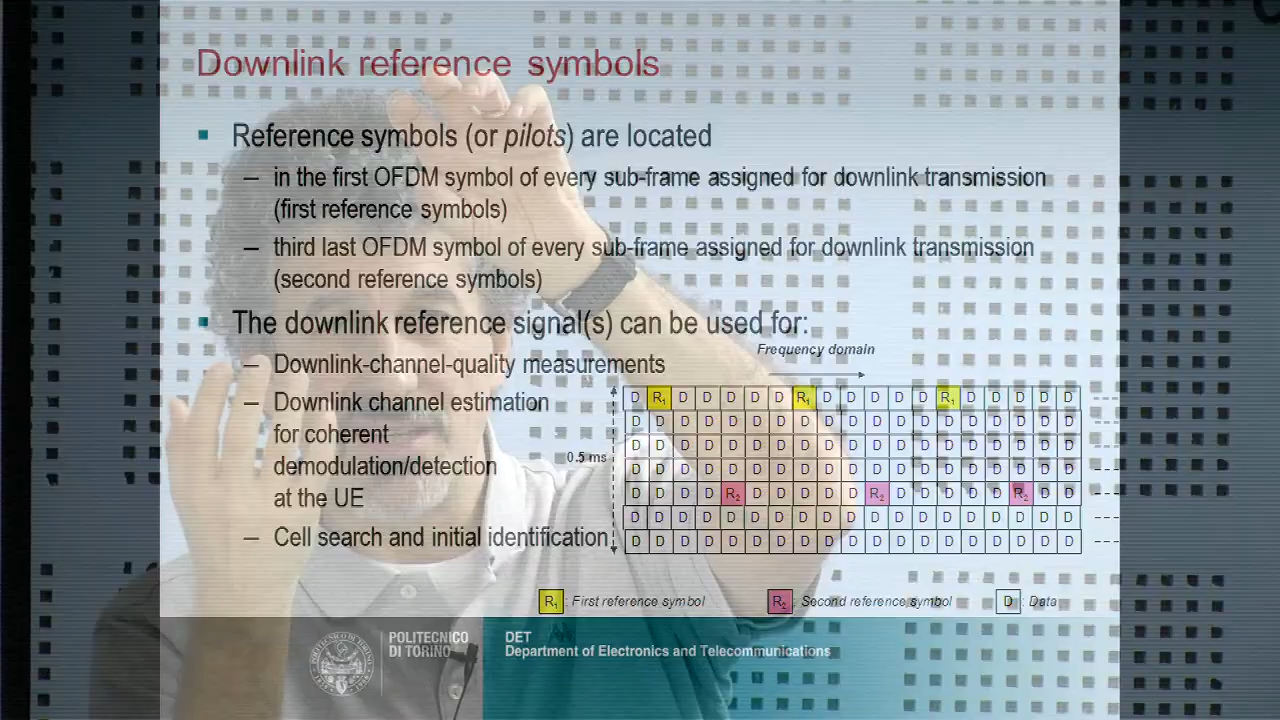 Downlink reference symbols
▪ Reference symbols (or pilots) are located
– in the first OFDM symbol of every sub-frame assigned for downlink transmission
(first reference symbols)
– third last OFDM symbol of every sub-frame assigned for downlink transmission
(second reference symbols)
▪ The downlink reference signal(s) can be used for:
– Downlink-channel-quality measurements
– Downlink channel estimation
for coherent
demodulation/detection
at the UE
– Cell search and initial identification
Frequency domain
0.5 ms
D R1 D D D D D R1 D D D D D R1 D D D D D
D D D D D D D D D D D D D D D D D D D
D D D D D D D D D D D D D D D D D D D
D D D D D D D D D D D D D D D D D D D
D D D D R2 D D D D D R2 D D D D D R2 D D
D D D D D D D D D D D D D D D D D D D
D D D D D D D D D D D D D D D D D D D
R1 : First reference symbol R2 : Second reference symbol D : Data
POLITECNICO
DI TORINO
DET
Department of Electronics and Telecommunications